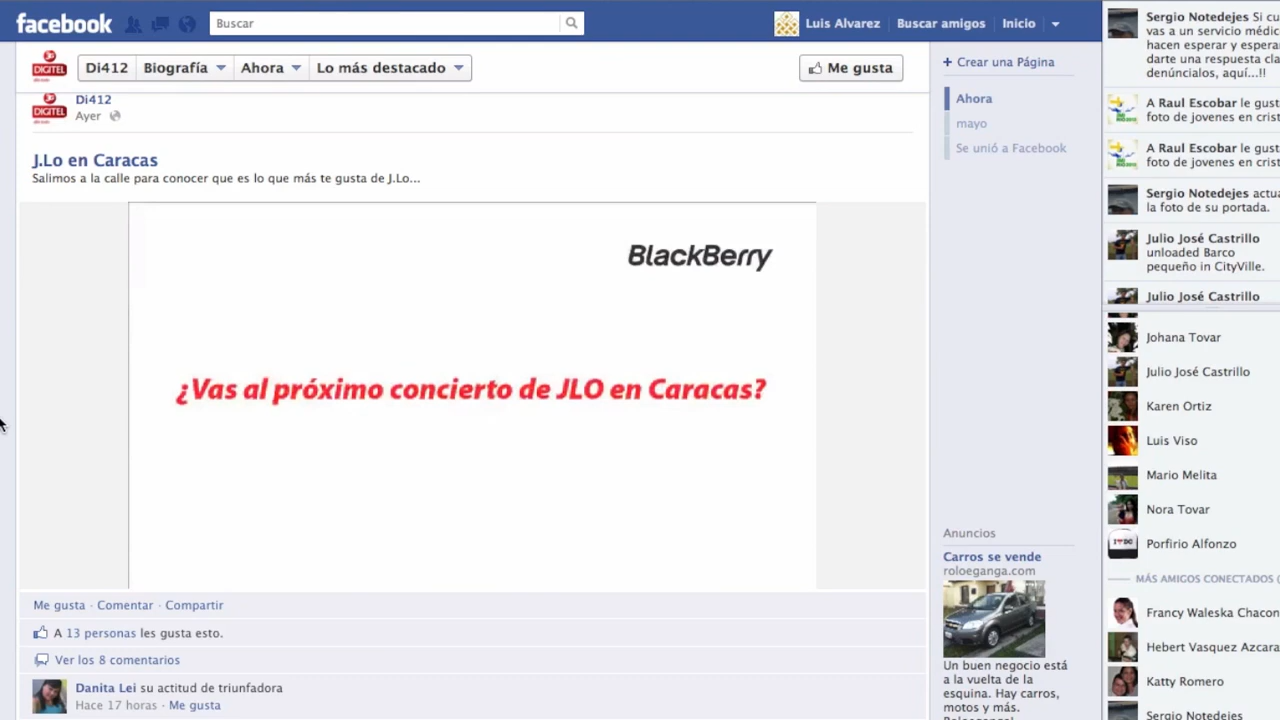 facebook
Buscar
Luis Alvarez
Buscar amigos
Inicio
DIGITEL
Di412
Biografía
Ahora
Lo más destacado
Me gusta
DIGITEL
Di412
Ayer
J.Lo en Caracas
Salimos a la calle para conocer que es lo que más te gusta de J.Lo...
BlackBerry
¿Vas al próximo concierto de JLO en Caracas?
Me gusta · Comentar · Compartir
A 13 personas les gusta esto.
Ver los 8 comentarios
Danita Lei su actitud de triunfadora
Hace 17 horas · Me gusta
+ Crear una Página
Ahora
mayo
Se unió a Facebook
Anuncios
Carros se vende
roloeganga.com
Un buen negocio está
a la vuelta de la
esquina. Hay carros,
motos y más.
Roloeganga!
Sergio Notedejes Si cu
vas a un servicio médic
hacen esperar y espera
darte una respuesta cla
denúncialos, aquí...!!
A Raul Escobar le gust
foto de jovenes en crist
A Raul Escobar le gust
foto de jovenes en crist
Sergio Notedejes actua
la foto de su portada.
Julio José Castrillo
unloaded Barco
pequeño in CityVille.
Julio José Castrillo
Johana Tovar
Julio José Castrillo
Karen Ortiz
Luis Viso
Mario Melita
Nora Tovar
Porfirio Alfonzo
MÁS AMIGOS CONECTADOS (
Francy Waleska Chacon
Hebert Vasquez Azcara
Katty Romero
Sergio Notedejes